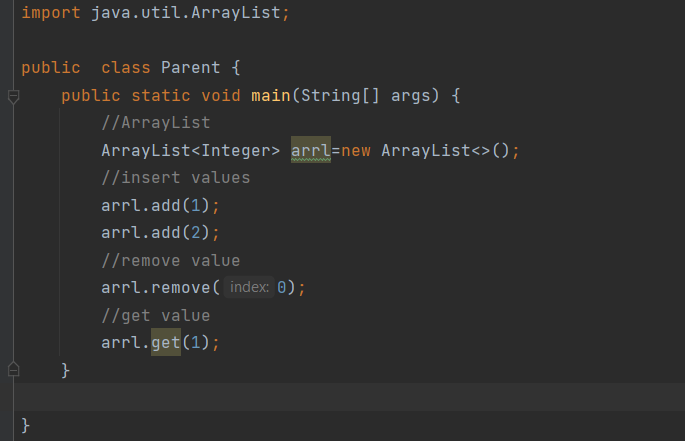 import java.util.ArrayList;
public  class Parent {
public static void main(String[] args) {
//ArrayList
ArrayList<Integer> arrl=new ArrayList<>();
//insert values
arrl.add(1);
arrl.add(2);
//remove value
arrl.remove( index: 0);
//get value
arrl.get(1);
}
}